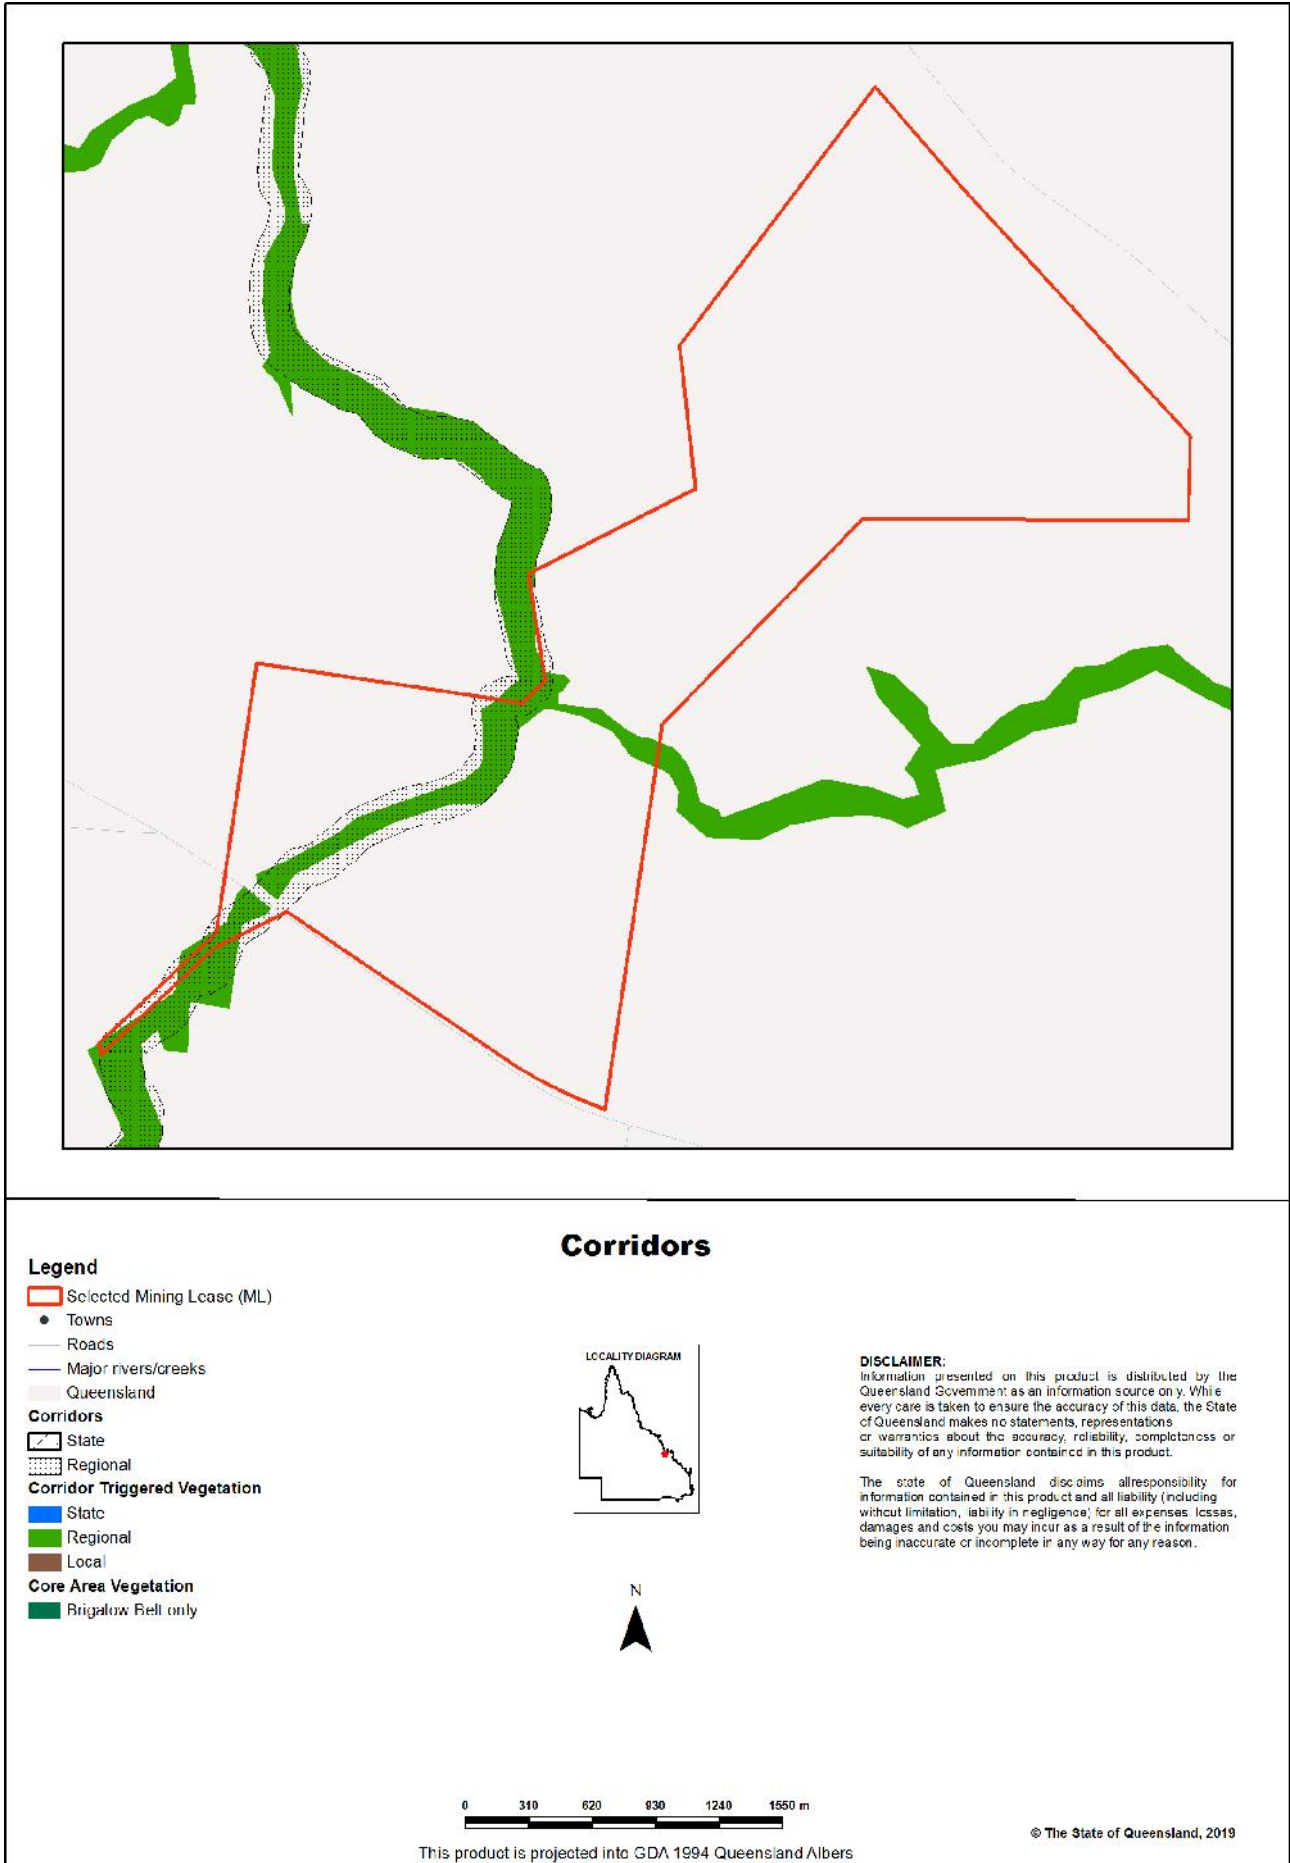 Corridors
Legend
Selected Mining Lease (ML)
Towns
Roads
Major rivers/creeks
Queensland
Corridors
State
Regional
Corridor Triggered Vegetation
State
Regional
Local
Core Area Vegetation
Brigalow Belt only
LOCALITY DIAGRAM
N
DISCLAIMER:
Information presented on this product is distributed by the
Queensland Government as an information source only. While
every care is taken to ensure the accuracy of this data, the State
of Queensland makes no statements, representations
or warranties about the accuracy, reliability, completeness or
suitability of any information contained in this product.
The state of Queensland disclaims allresponsibility for
information contained in this product and all liability (including
without limitation, liability in negligence) for all expenses, losses,
damages and costs you may incur as a result of the information
being inaccurate or incomplete in any way for any reason.
0 310 620 930 1240 1550 m
This product is projected into GDA 1994 Queensland Albers
© The State of Queensland, 2019